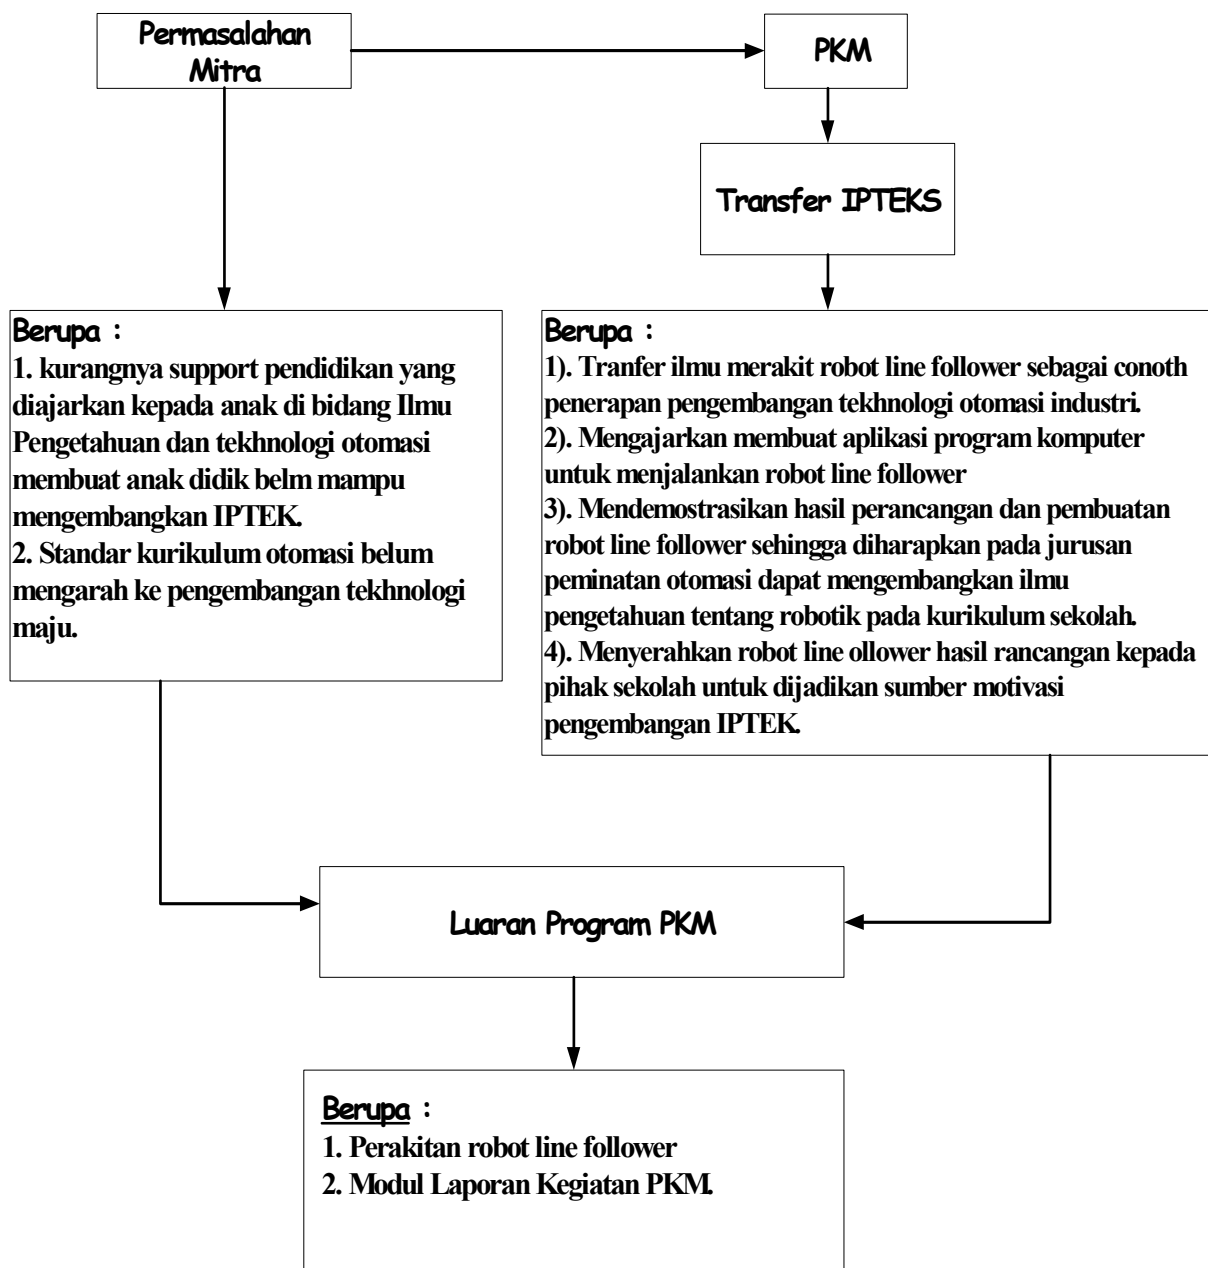 Permasalahan
Mitra
PKM
Transfer IPTEKS
Berupa :
1. kurangnya support pendidikan yang
diajarkan kepada anak di bidang Ilmu
Pengetahuan dan tekhnologi otomasi
membuat anak didik belm mampu
mengembangkan IPTEK.
2. Standar kurikulum otomasi belum
mengarah ke pengembangan tekhnologi
maju.
Berupa :
1). Tranfer ilmu merakit robot line follower sebagai conoth
penerapan pengembangan tekhnologi otomasi industri.
2). Mengajarkan membuat aplikasi program komputer
untuk menjalankan robot line follower
3). Mendemostrasikan hasil perancangan dan pembuatan
robot line follower sehingga diharapkan pada jurusan
peminatan otomasi dapat mengembangkan ilmu
pengetahuan tentang robotik pada kurikulum sekolah.
4). Menyerahkan robot line ollower hasil rancangan kepada
pihak sekolah untuk dijadikan sumber motivasi
pengembangan IPTEK.
Luaran Program PKM
Berupa :
1. Perakitan robot line follower
2. Modul Laporan Kegiatan PKM.